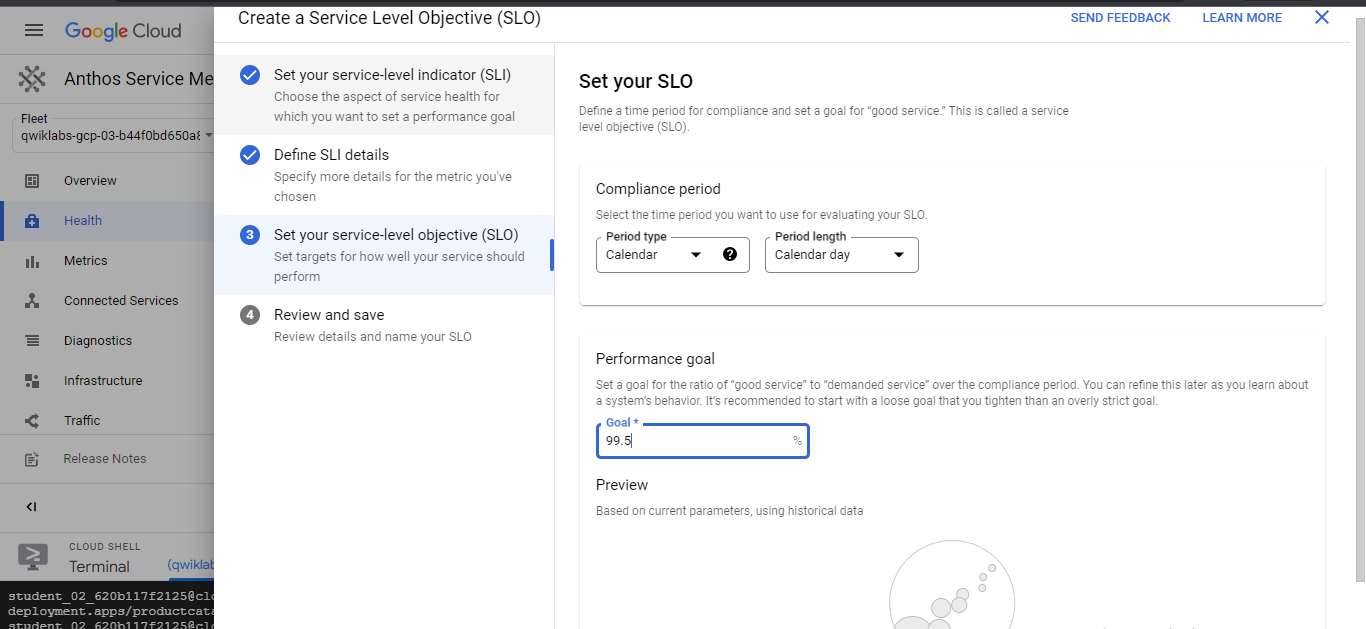 Create a Service Level Objective (SLO)
SEND FEEDBACK
LEARN MORE
Google Cloud
Anthos Service Me
Fleet
qwiklabs-gcp-03-b44f0bd650a8
Overview
Health
Metrics
Connected Services
Diagnostics
Infrastructure
Traffic
Release Notes
Set your service-level indicator (SLI)
Choose the aspect of service health for
which you want to set a performance goal
Define SLI details
Specify more details for the metric you've
chosen
3
Set your service-level objective (SLO)
Set targets for how well your service should
perform
4
Review and save
Review details and name your SLO
Set your SLO
Define a time period for compliance and set a goal for “good service.” This is called a service
level objective (SLO).
Compliance period
Select the time period you want to use for evaluating your SLO.
Period type
Calendar
Period length
Calendar day
Performance goal
Set a goal for the ratio of “good service” to “demanded service” over the compliance period. You can refine this later as you learn about
a system's behavior. It's recommended to start with a loose goal that you tighten than an overly strict goal.
Goal *
99.5
%
Preview
Based on current parameters, using historical data
CLOUD SHELL
Terminal
(qwiklab
student_02_620b117f2125@clo
deployment.apps/productcata
student_02_620b117f2125@clo